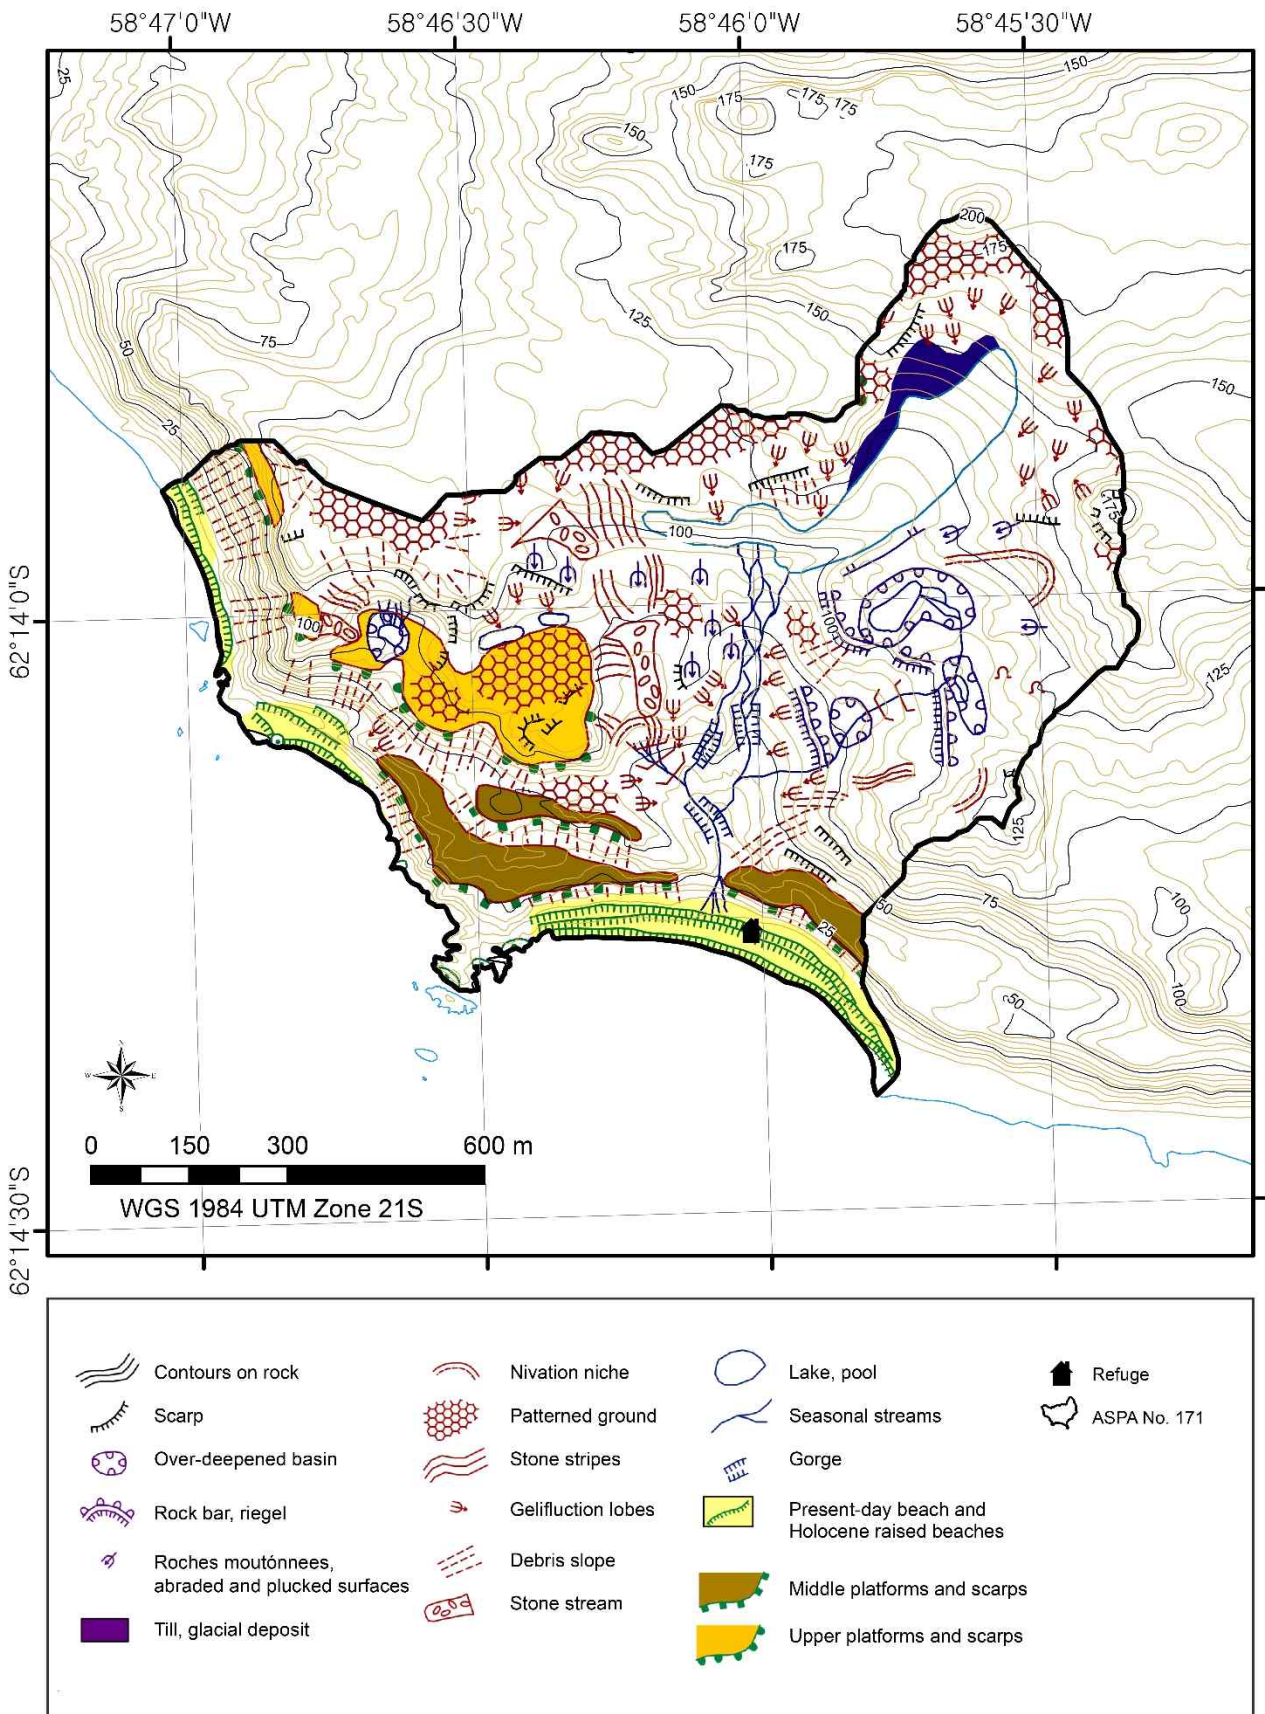 58°47'0"W
58°46'30"W
58°46'0"W
58°45'30"W
25
150
175
175
175
150
150
175
200
175
175
150
125
150
75
50
25
175
100
62°14'0"S
100
100
125
125
50
75
25
100
50
100
N
W
E
S
0
150
300
600 m
WGS 1984 UTM Zone 21S
62°14'30"S
Contours on rock
Nivation niche
Lake, pool
Refuge
Scarp
Patterned ground
Seasonal streams
ASPA No. 171
Over-deepened basin
Stone stripes
Gorge
Rock bar, riegel
Gelifluction lobes
Present-day beach and
Holocene raised beaches
Roches moutónnees,
abraded and plucked surfaces
Debris slope
Middle platforms and scarps
Stone stream
Till, glacial deposit
Upper platforms and scarps